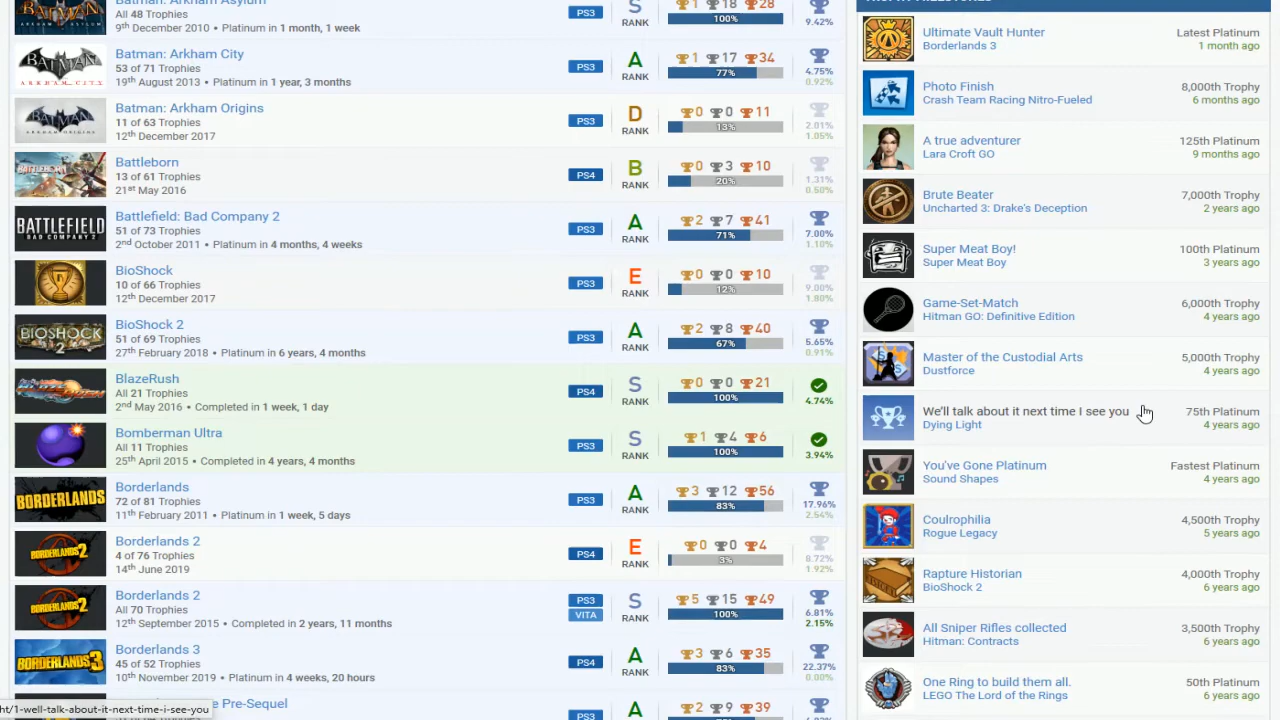 Batman: Arkham Asylum
All 48 Trophies
9th December 2010 • Platinum in 1 month, 1 week
PS3
S
RANK
1 18 28
100%
9.42%
BATMAN
ARKHAM ASYLUM
Batman: Arkham City
53 of 71 Trophies
19th August 2013 • Platinum in 1 year, 3 months
PS3
A
RANK
1 17 34
77%
4.75%
0.92%
BATMAN
ARKHAM CITY
Batman: Arkham Origins
11 of 63 Trophies
12th December 2017
PS3
D
RANK
0 0 11
13%
2.01%
1.05%
BATMAN
ARKHAM ORIGINS
Battleborn
13 of 61 Trophies
21st May 2016
PS4
B
RANK
0 3 10
20%
1.31%
0.50%
BATTLEBORN
Battlefield: Bad Company 2
31 of 73 Trophies
2nd October 2011 • Platinum in 4 months, 4 weeks
PS3
A
RANK
2 7 41
71%
7.00%
1.10%
BATTLEFIELD
BAD COMPANY 2
BioShock
10 of 66 Trophies
12th December 2017
PS3
E
RANK
0 0 10
12%
9.00%
1.80%
BioShock 2
51 of 69 Trophies
27th February 2018 • Platinum in 6 years, 4 months
PS3
A
RANK
2 8 40
67%
5.65%
0.91%
BIOSHOCK
2
BlazeRush
All 21 Trophies
2nd May 2016 • Completed in 1 week, 1 day
PS4
S
RANK
0 0 21
100%
4.74%
Bomberman Ultra
All 11 Trophies
25th April 2015 • Completed in 4 years, 4 months
PS3
S
RANK
1 4 6
100%
3.94%
Borderlands
72 of 81 Trophies
11th February 2011 • Platinum in 1 week, 5 days
PS3
A
RANK
3 12 56
83%
17.96%
2.54%
BORDERLANDS
Borderlands 2
4 of 76 Trophies
14th June 2019
PS4
E
RANK
0 0 4
3%
8.72%
1.92%
BORDERLANDS
Borderlands 2
All 70 Trophies
12th September 2015 • Completed in 2 years, 11 months
PS3
VITA
S
RANK
5 15 49
100%
6.81%
2.15%
BORDERLANDS
Borderlands 3
45 of 52 Trophies
10th November 2019 • Platinum in 4 weeks, 20 hours
PS4
A
RANK
3 6 35
83%
22.37%
0.00%
BORDERLANDS 3
e Pre-Sequel
PS3
A
2 9 39
ht/1-well-talk-about-it-next-time-i-see-you
TROPHY MILESTONES
Ultimate Vault Hunter
Borderlands 3
Latest Platinum
1 month ago
Photo Finish
Crash Team Racing Nitro-Fueled
8,000th Trophy
6 months ago
A true adventurer
Lara Croft GO
125th Platinum
9 months ago
Brute Beater
Uncharted 3: Drake's Deception
7,000th Trophy
2 years ago
Super Meat Boy!
Super Meat Boy
100th Platinum
3 years ago
Game-Set-Match
Hitman GO: Definitive Edition
6,000th Trophy
4 years ago
Master of the Custodial Arts
Dustforce
5,000th Trophy
4 years ago
We'll talk about it next time I see you
Dying Light
75th Platinum
4 years ago
You've Gone Platinum
Sound Shapes
Fastest Platinum
4 years ago
Coulrophilia
Rogue Legacy
4,500th Trophy
5 years ago
Rapture Historian
BioShock 2
4,000th Trophy
6 years ago
All Sniper Rifles collected
Hitman: Contracts
3,500th Trophy
6 years ago
One Ring to build them all.
LEGO The Lord of the Rings
50th Platinum
6 years ago